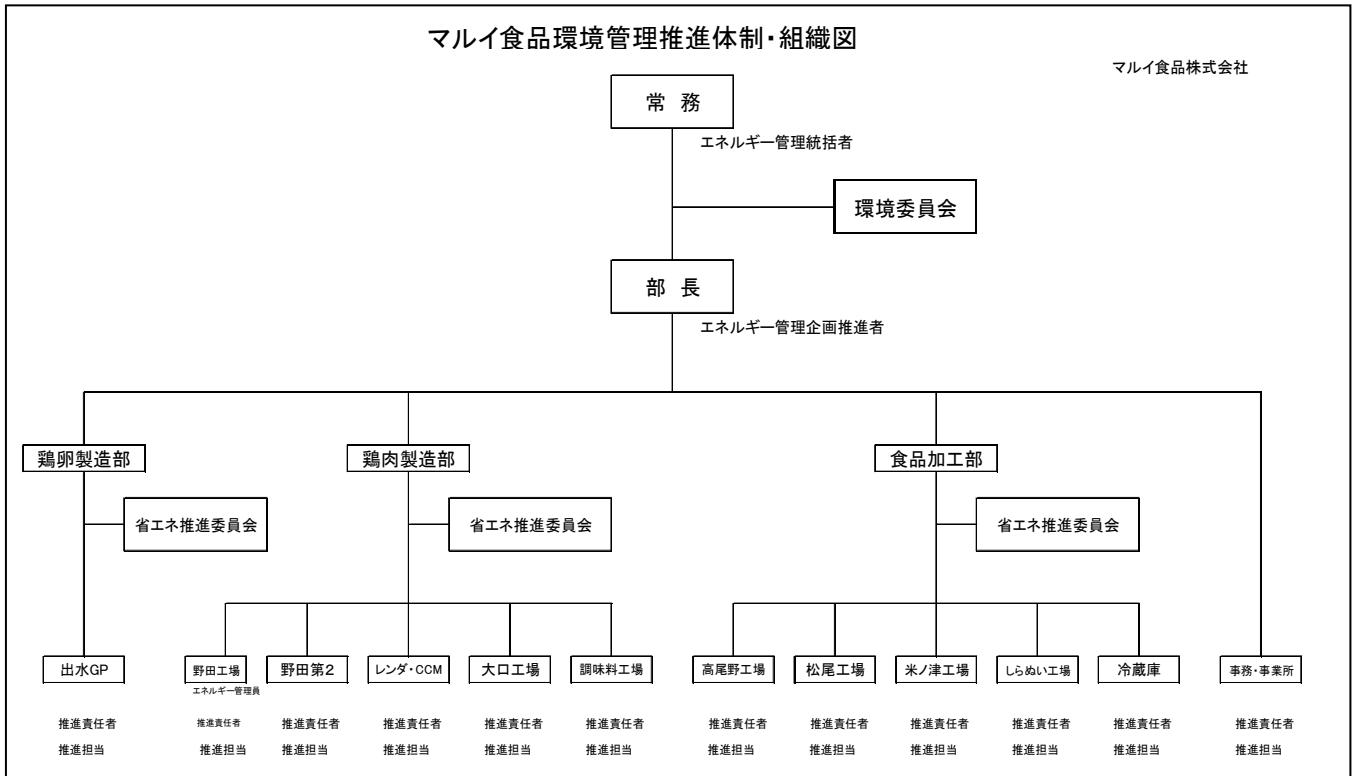 マルイ食品環境管理推進体制・組織図
マルイ食品株式会社
常 務
エネルギー管理統括者
環境委員会
部 長
エネルギー管理企画推進者
鶏卵製造部 鶏肉製造部 食品加工部
省エネ推進委員会 省エネ推進委員会 省エネ推進委員会
出水GP 野田工場 野田第2 レンダ・CCM 大口工場 調味料工場 高尾野工場 松尾工場 米ノ津工場 しらぬい工場 冷蔵庫 事務・事業所
エネルギー管理員
推進責任者 推進責任者 推進責任者 推進責任者 推進責任者 推進責任者 推進責任者 推進責任者 推進責任者 推進責任者 推進責任者 推進責任者
推進担当 推進担当 推進担当 推進担当 推進担当 推進担当 推進担当 推進担当 推進担当 推進担当 推進担当 推進担当